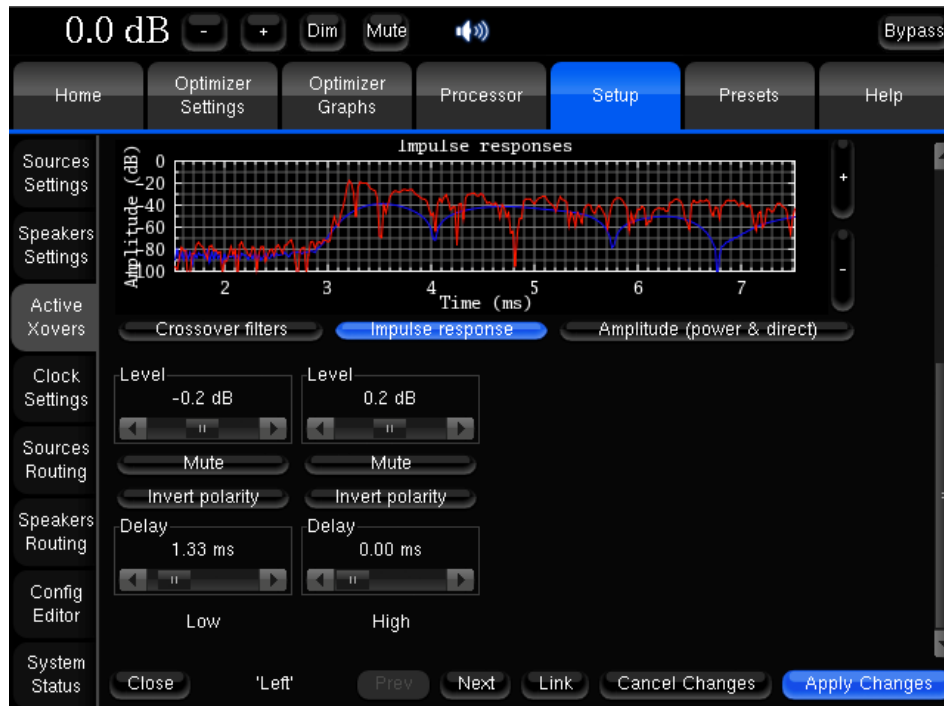 0.0 dB - + Dim Mute Bypass
Home
Optimizer
Settings
Optimizer
Graphs
Processor
Setup
Presets
Help
Sources
Settings
Speakers
Settings
Active
Xovers
Clock
Settings
Sources
Routing
Speakers
Routing
Config
Editor
System
Status
Impulse responses
Amplitude (dB)
0
-20
-40
-60
-80
-100
2 3 4 5 6 7
Time (ms)
+
-
Crossover filters Impulse response Amplitude (power & direct)
Level Level
-0.2 dB 0.2 dB
Mute Mute
Invert polarity Invert polarity
Delay Delay
1.33 ms 0.00 ms
Low High
Close 'Left' Prev Next Link Cancel Changes Apply Changes